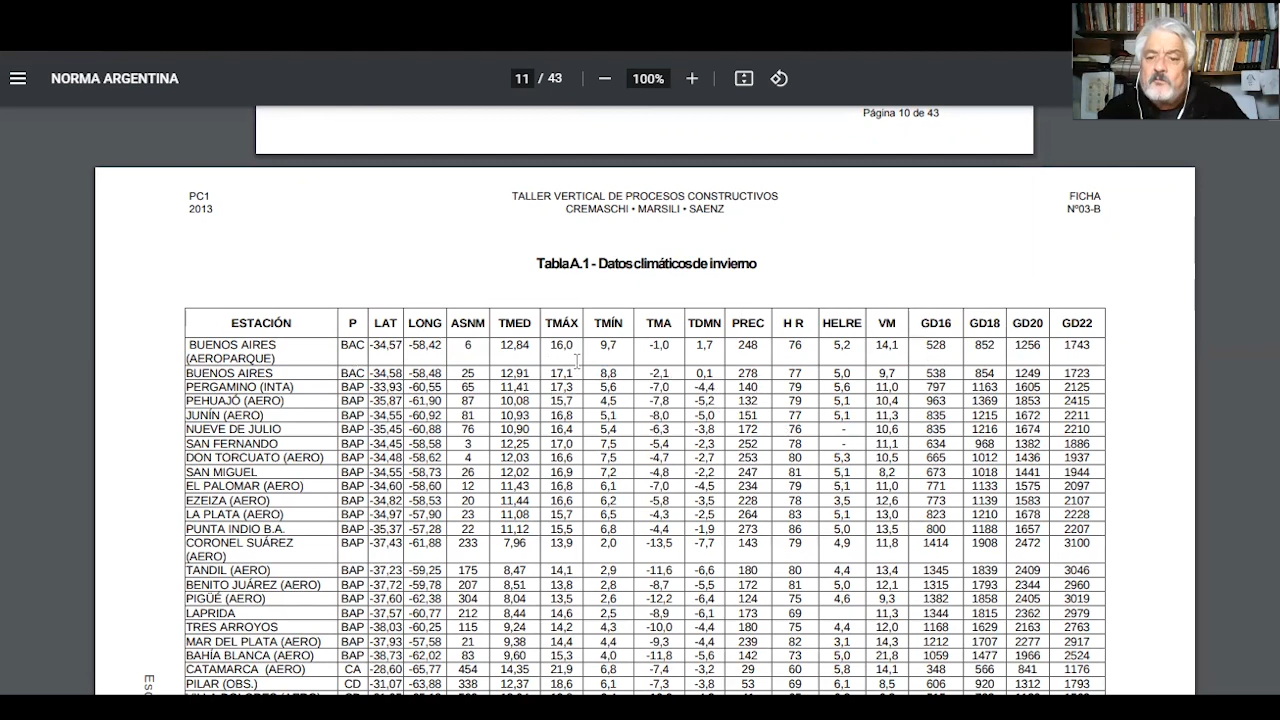 NORMA ARGENTINA
11 / 43
100%
Página 10 de 43
PC1 TALLER VERTICAL DE PROCESOS CONSTRUCTIVOS FICHA
2013 CREMASCHI • MARSILI • SAENZ Nº03-B
Tabla A.1 - Datos climáticos de invierno
ESTACIÓN P LAT LONG ASNM TMED TMÁX TMÍN TMA TDMN PREC H R HELRE VM GD16 GD18 GD20 GD22
BUENOS AIRES (AEROPARQUE) BAC -34,57 -58,42 6 12,84 16,0 9,7 -1,0 1,7 248 76 5,2 14,1 528 852 1256 1743
BUENOS AIRES BAC -34,58 -58,48 25 12,91 17,1 8,8 -2,1 0,1 278 77 5,0 9,7 538 854 1249 1723
PERGAMINO (INTA) BAP -33,93 -60,55 65 11,41 17,3 5,6 -7,0 -4,4 140 79 5,6 11,0 797 1163 1605 2125
PEHUAJÓ (AERO) BAP -35,87 -61,90 87 10,08 15,7 4,5 -7,8 -5,2 132 79 5,1 10,4 963 1369 1853 2415
JUNÍN (AERO) BAP -34,55 -60,92 81 10,93 16,8 5,1 -8,0 -5,0 151 77 5,1 11,3 835 1215 1672 2211
NUEVE DE JULIO BAP -35,45 -60,88 76 10,90 16,4 5,4 -6,3 -3,8 172 76 - 10,6 835 1216 1674 2210
SAN FERNANDO BAP -34,45 -58,58 3 12,25 17,0 7,5 -5,4 -2,3 252 78 - 11,1 634 968 1382 1886
DON TORCUATO (AERO) BAP -34,48 -58,62 4 12,03 16,6 7,5 -4,7 -2,7 253 80 5,3 10,5 665 1012 1436 1937
SAN MIGUEL BAP -34,55 -58,73 26 12,02 16,9 7,2 -4,8 -2,2 247 81 5,1 8,2 673 1018 1441 1944
EL PALOMAR (AERO) BAP -34,60 -58,60 12 11,43 16,8 6,1 -7,0 -4,5 234 79 5,1 11,0 771 1133 1575 2097
EZEIZA (AERO) BAP -34,82 -58,53 20 11,44 16,6 6,2 -5,8 -3,5 228 78 3,5 12,6 773 1139 1583 2107
LA PLATA (AERO) BAP -34,97 -57,90 23 11,08 15,7 6,5 -4,3 -2,5 264 83 5,1 13,0 823 1210 1678 2228
PUNTA INDIO B.A. BAP -35,37 -57,28 22 11,12 15,5 6,8 -4,4 -1,9 273 86 5,0 13,5 800 1188 1657 2207
CORONEL SUÁREZ (AERO) BAP -37,43 -61,88 233 7,96 13,9 2,0 -13,5 -7,7 143 79 4,9 11,8 1414 1908 2472 3100
TANDIL (AERO) BAP -37,23 -59,25 175 8,47 14,1 2,9 -11,6 -6,6 180 80 4,4 13,4 1345 1839 2409 3046
BENITO JUÁREZ (AERO) BAP -37,72 -59,78 207 8,51 13,8 2,8 -8,7 -5,5 172 81 5,0 12,1 1315 1793 2344 2960
PIGÜÉ (AERO) BAP -37,60 -62,38 304 8,04 13,5 2,6 -12,2 -6,4 124 75 4,6 9,3 1382 1858 2405 3019
LAPRIDA BAP -37,57 -60,77 212 8,44 14,6 2,5 -8,9 -6,1 173 69 11,3 1344 1815 2362 2979
TRES ARROYOS BAP -38,03 -60,25 115 9,24 14,2 4,3 -10,0 -4,4 180 75 4,4 12,0 1168 1629 2163 2763
MAR DEL PLATA (AERO) BAP -37,93 -57,58 21 9,38 14,4 4,4 -9,3 -4,4 239 82 3,1 14,3 1212 1707 2277 2917
BAHÍA BLANCA (AERO) BAP -38,73 -62,02 83 9,60 15,3 4,0 -11,8 -5,6 142 73 5,0 21,8 1059 1477 1966 2524
CATAMARCA (AERO) CA -28,60 -65,77 454 14,35 21,9 6,8 -7,4 -3,2 29 60 5,8 14,1 348 566 841 1176
PILAR (OBS.) CD -31,07 -63,88 338 12,37 18,6 6,1 -7,3 -3,8 53 69 6,1 8,5 606 920 1312 1793